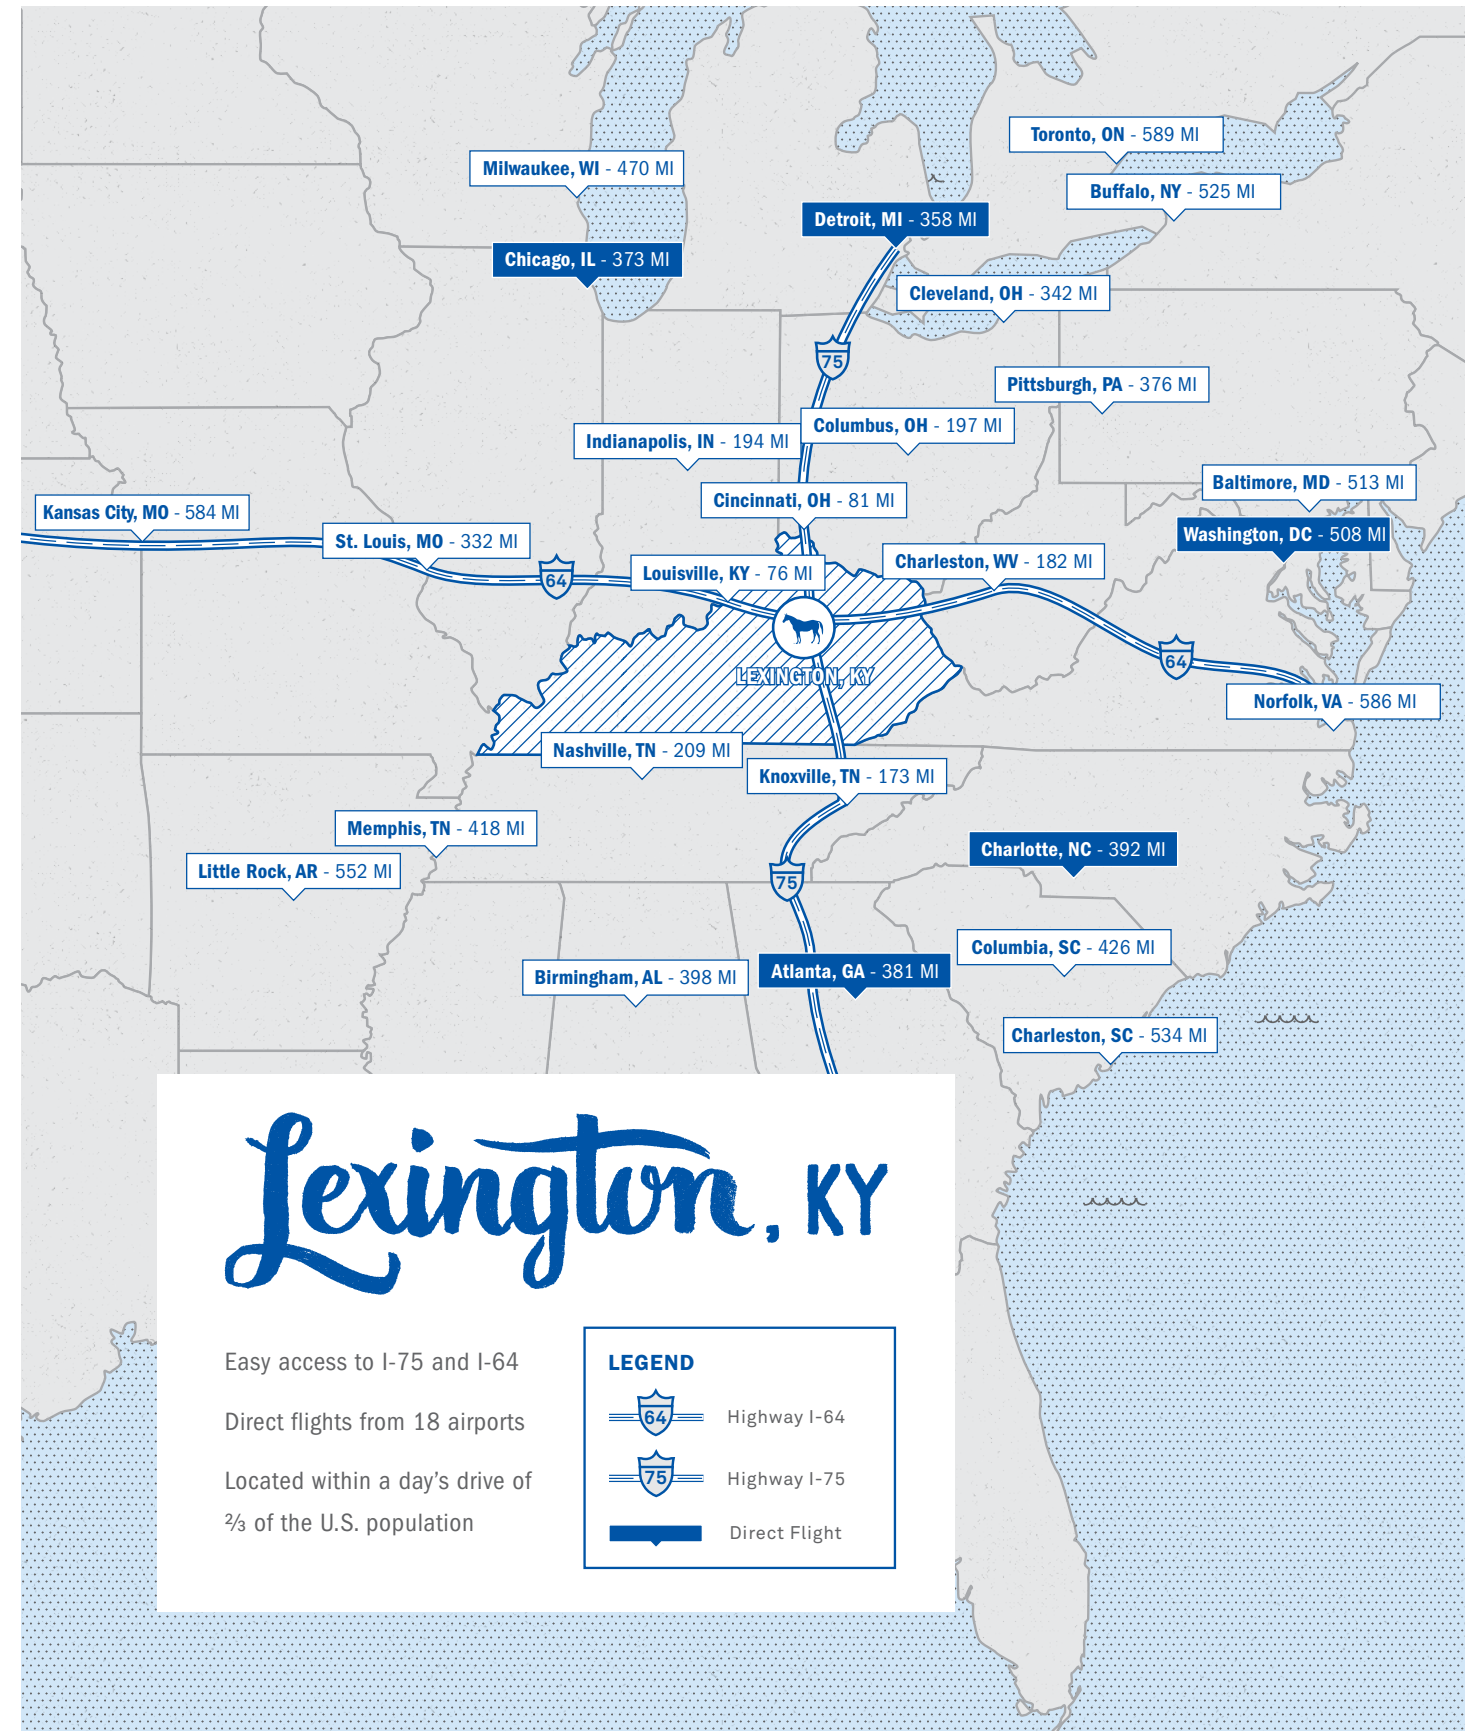 Toronto, ON - 589 MI
Milwaukee, WI - 470 MI
Buffalo, NY - 525 MI
Detroit, MI - 358 MI
Chicago, IL - 373 MI
Cleveland, OH - 342 MI
75
Pittsburgh, PA - 376 MI
Columbus, OH - 197 MI
Indianapolis, IN - 194 MI
Baltimore, MD - 513 MI
Cincinnati, OH - 81 MI
Kansas City, MO - 584 MI
Washington, DC - 508 MI
St. Louis, MO - 332 MI
Charleston, WV - 182 MI
Louisville, KY - 76 MI
64
64
LEXINGTON, KY
Norfolk, VA - 586 MI
Nashville, TN - 209 MI
Knoxville, TN - 173 MI
Memphis, TN - 418 MI
Charlotte, NC - 392 MI
Little Rock, AR - 552 MI
75
Columbia, SC - 426 MI
Atlanta, GA - 381 MI
Birmingham, AL - 398 MI
Charleston, SC - 534 MI
Lexington, KY
Easy access to I-75 and I-64
Direct flights from 18 airports
Located within a day’s drive of
⅔ of the U.S. population
LEGEND
64 Highway I-64
75 Highway I-75
Direct Flight